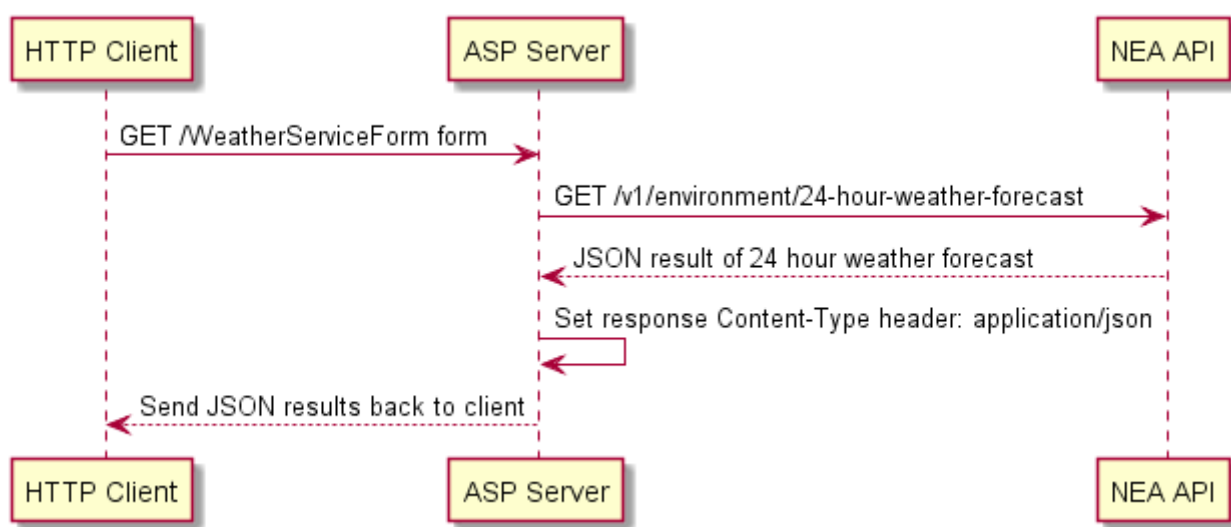 HTTP Client
ASP Server
NEA API
GET /WeatherServiceForm form
GET /v1/environment/24-hour-weather-forecast
JSON result of 24 hour weather forecast
Set response Content-Type header: application/json
Send JSON results back to client
HTTP Client
ASP Server
NEA API